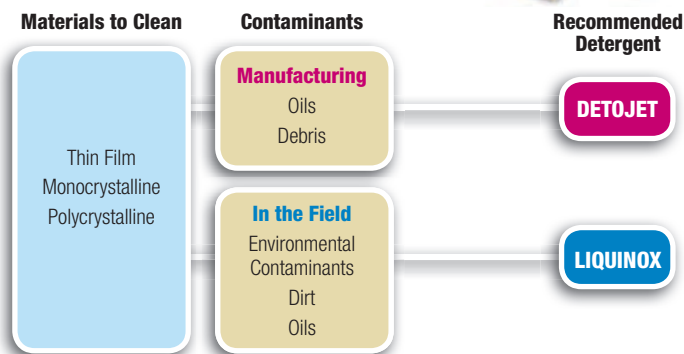 Materials to Clean
Contaminants
Recommended
Detergent
Thin Film
Monocrystalline
Polycrystalline
Manufacturing
Oils
Debris
DETOJET
In the Field
Environmental
Contaminants
Dirt
Oils
LIQUINOX